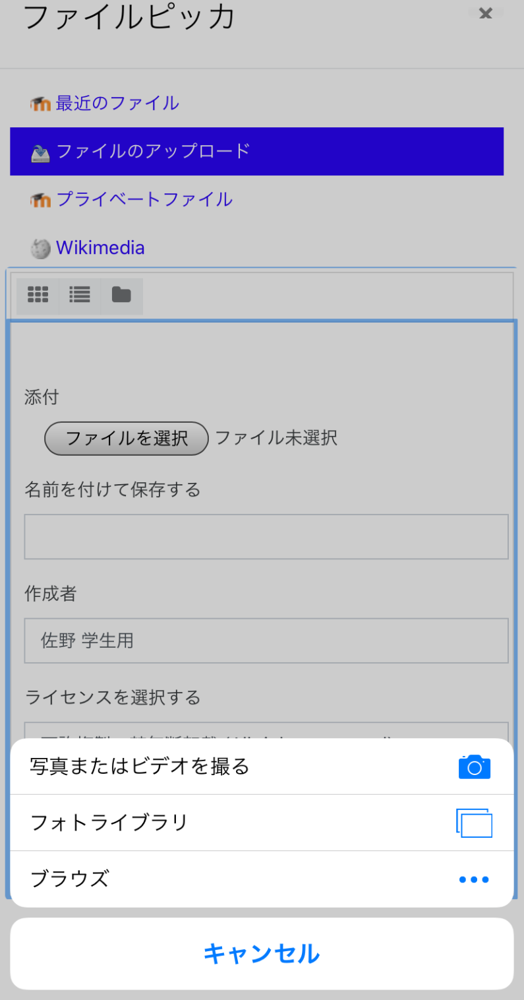 ファイルピッカ
最近のファイル
ファイルのアップロード
プライベートファイル
Wikimedia
添付
ファイルを選択 ファイル未選択
名前を付けて保存する
作成者
佐野 学生用
ライセンスを選択する
写真またはビデオを撮る
フォトライブラリ
ブラウズ
キャンセル